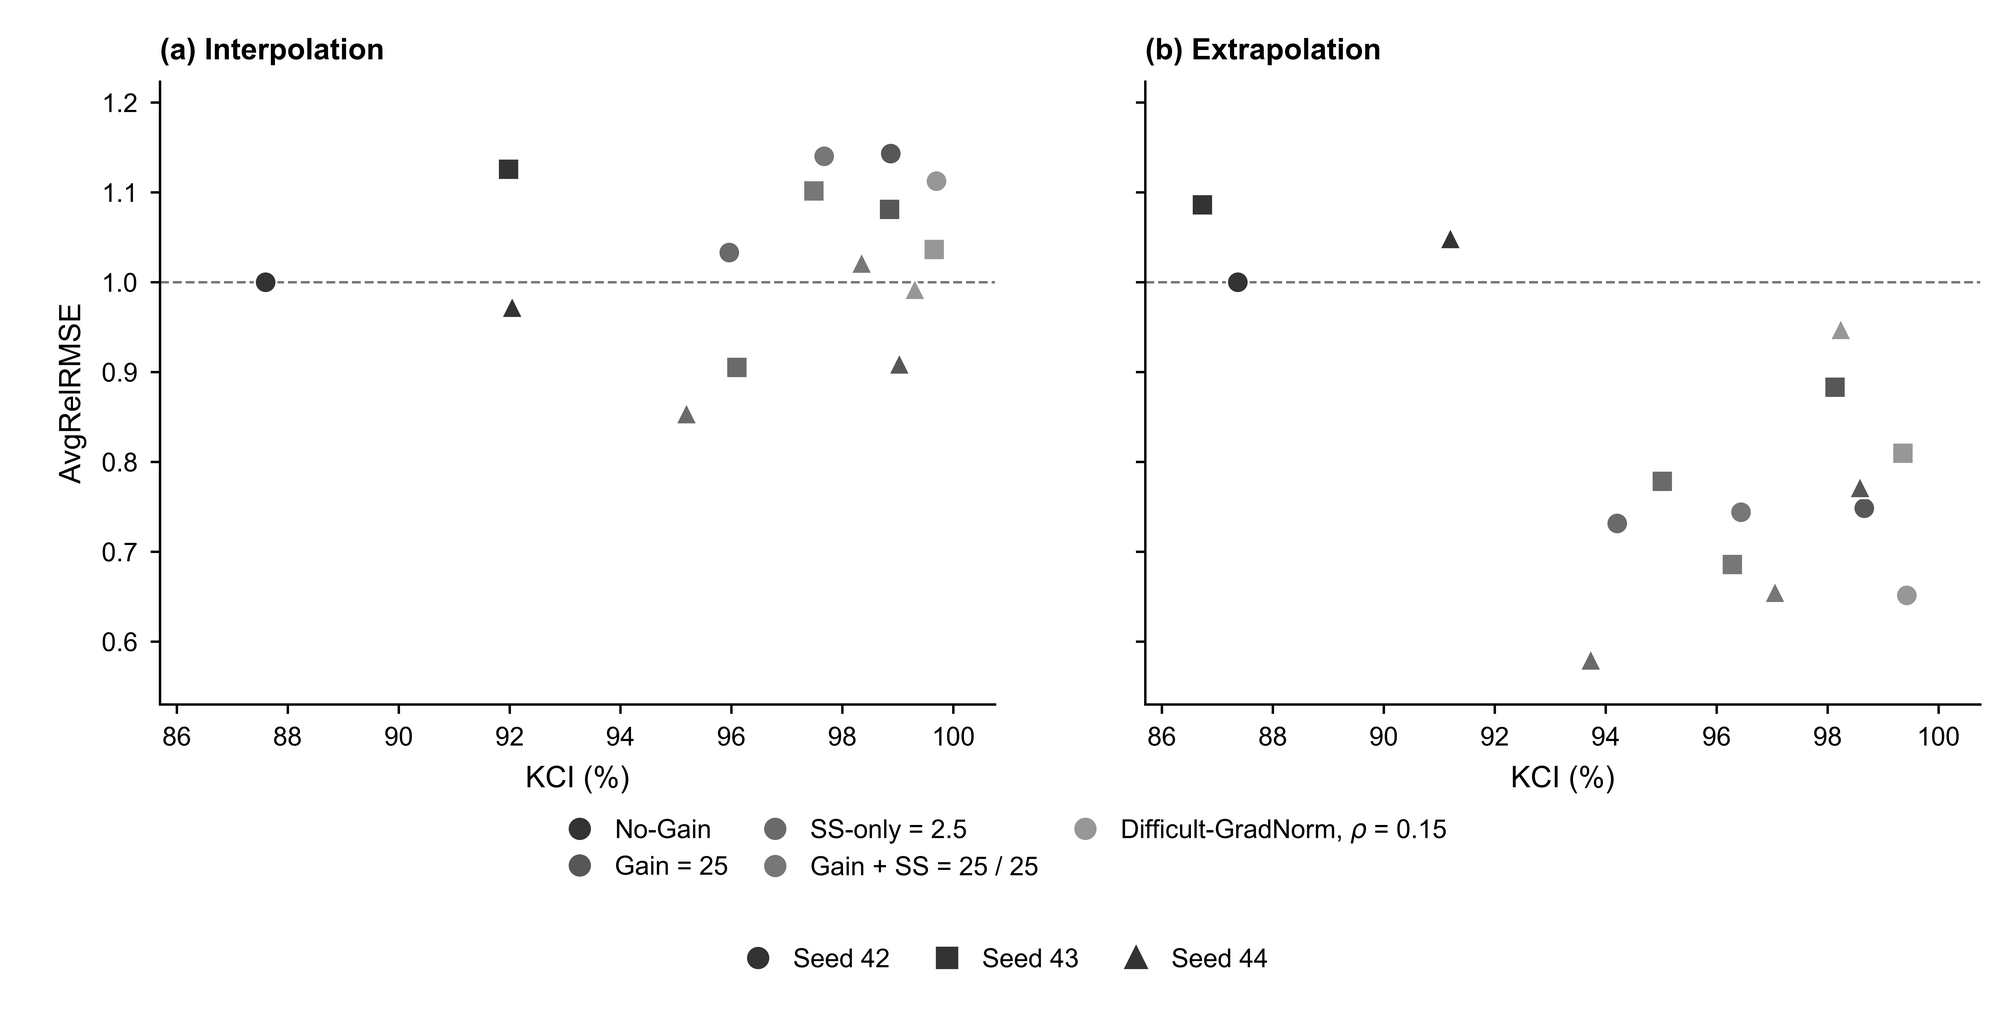 (a) Interpolation
(b) Extrapolation
AvgRelRMSE
1.2
1.1
1.0
0.9
0.8
0.7
0.6
86 88 90 92 94 96 98 100
86 88 90 92 94 96 98 100
KCI (%)
KCI (%)
No-Gain SS-only = 2.5 Difficult-GradNorm, ρ = 0.15
Gain = 25 Gain + SS = 25 / 25
Seed 42 Seed 43 Seed 44